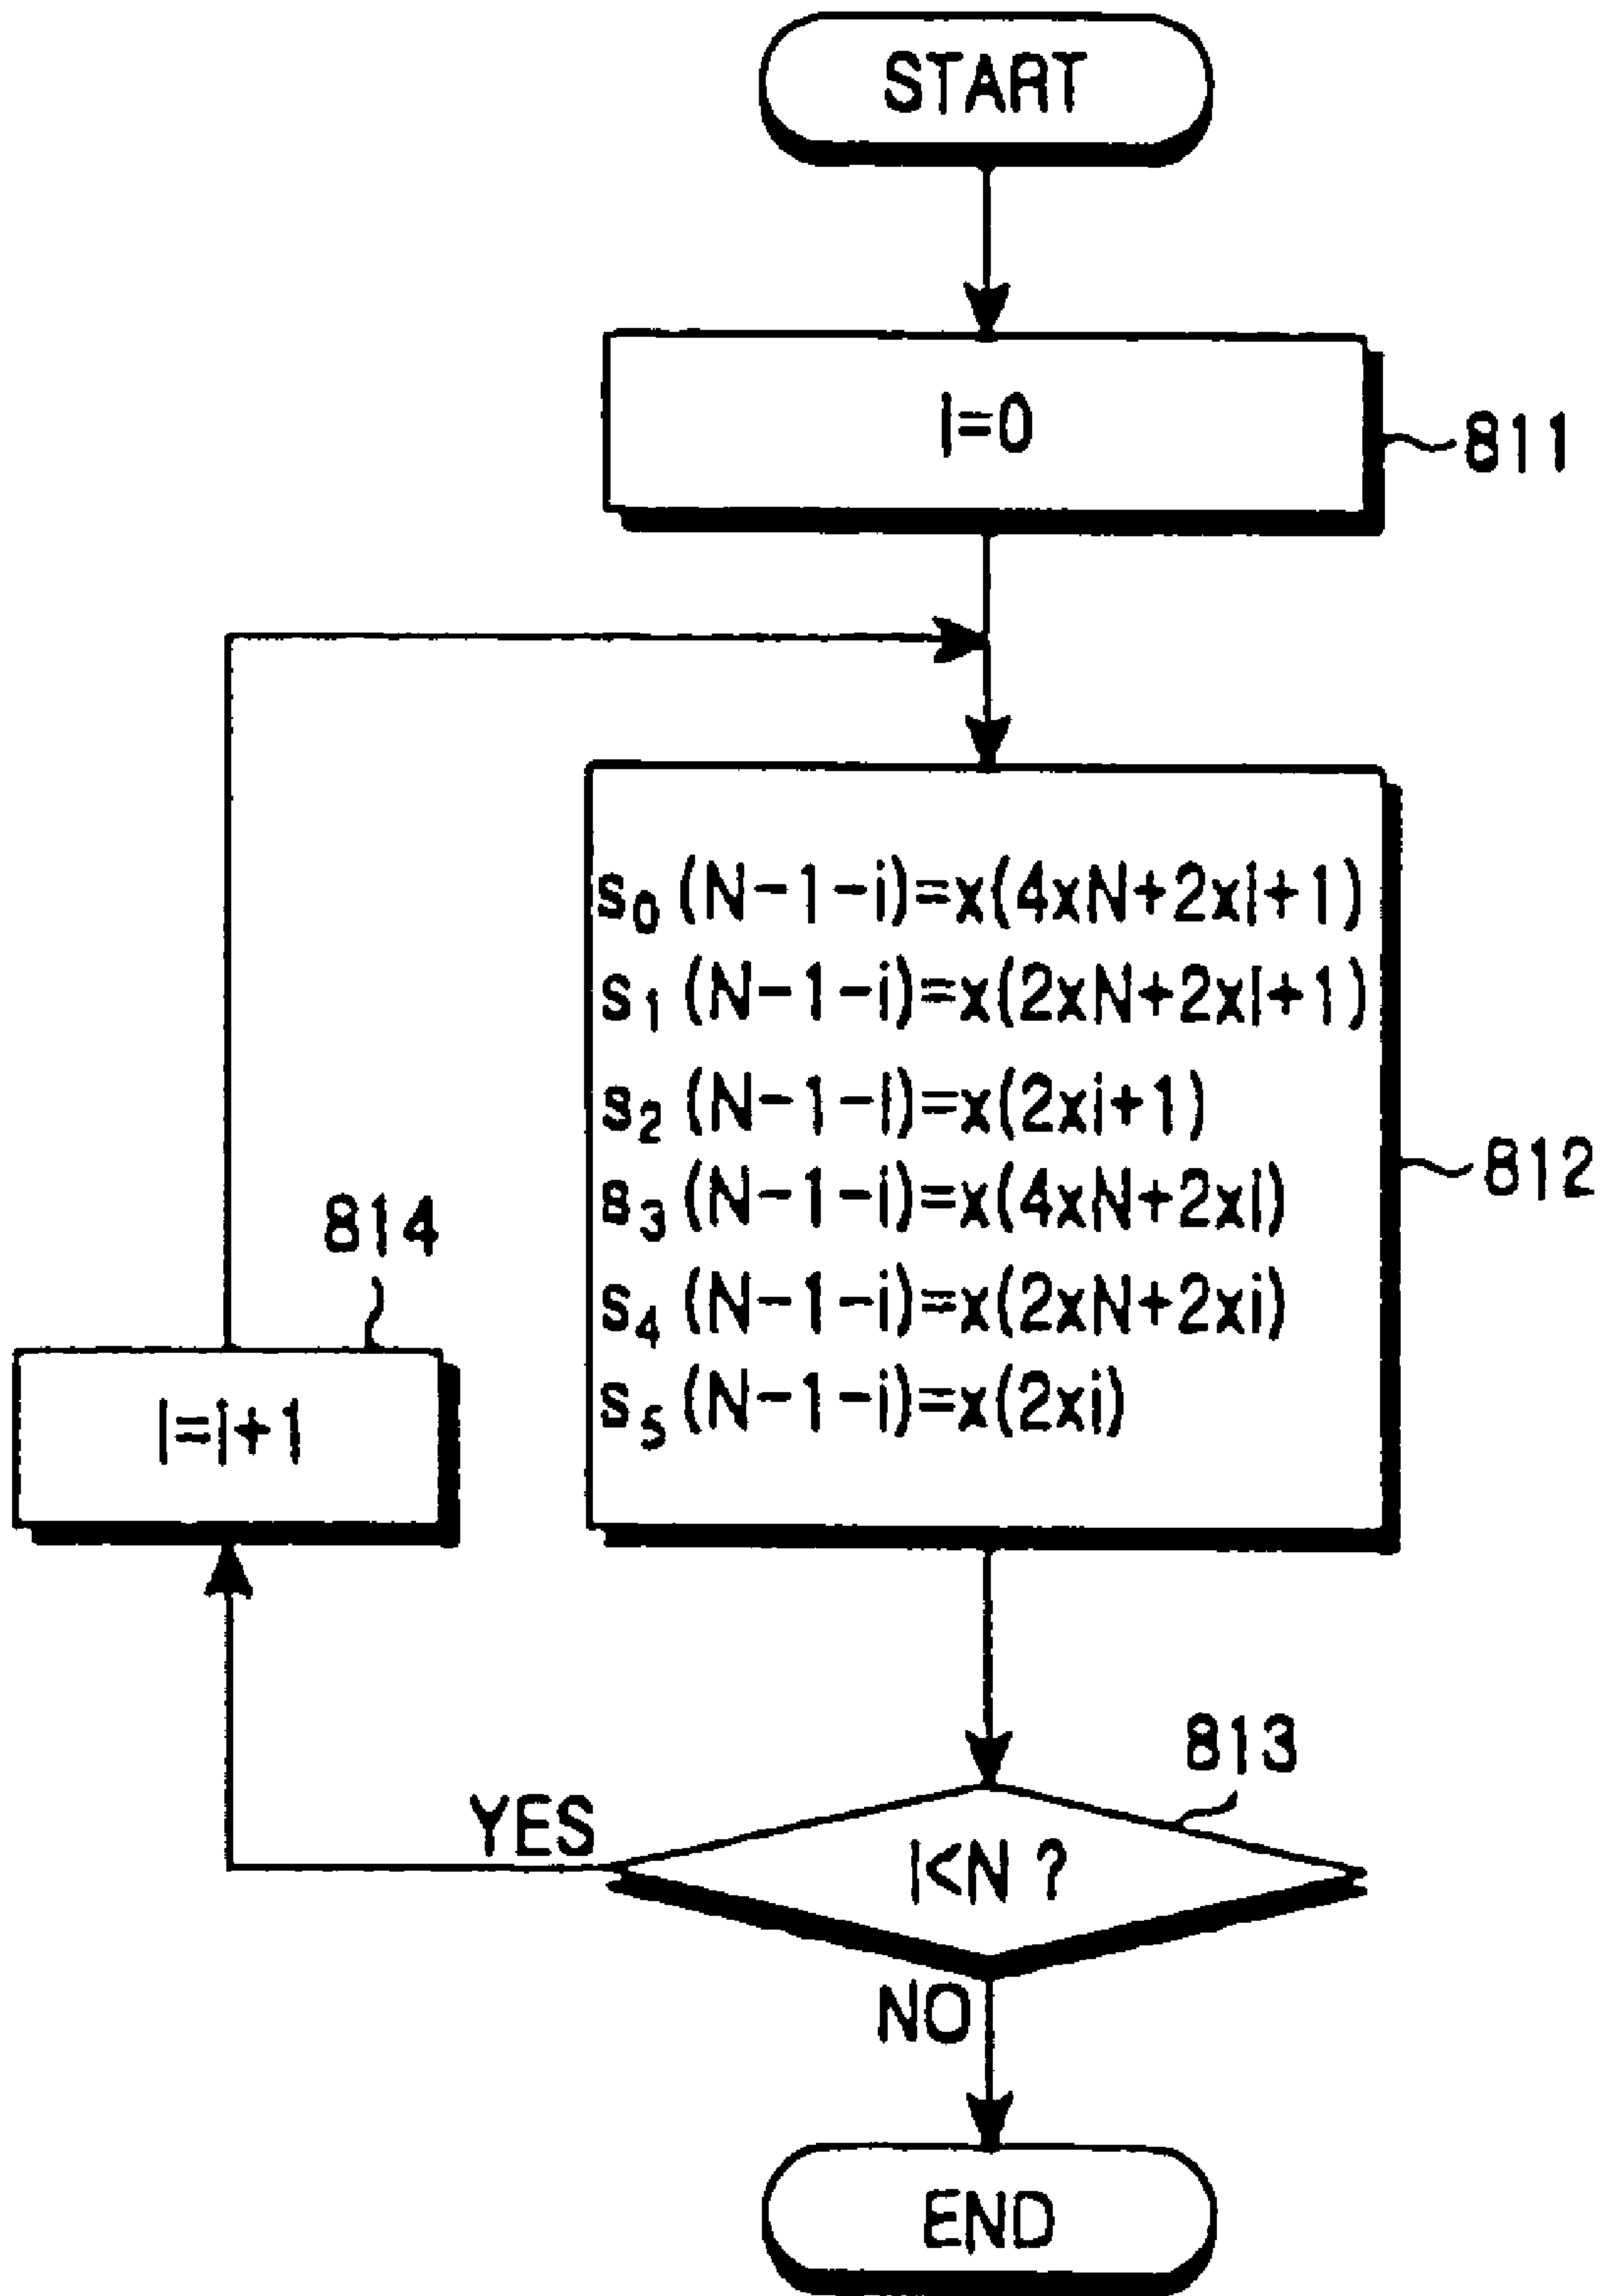 START
i=0
811
s₀(N-1-i)=x(4xN+2xi+1)
s₁(N-1-i)=x(2xN+2xi+1)
s₂(N-1-i)=x(2xi+1)
s₃(N-1-i)=x(4xN+2xi)
s₄(N-1-i)=x(2xN+2xi)
s₅(N-1-i)=x(2xi)
812
814
i=i+1
813
YES
i<N ?
NO
END